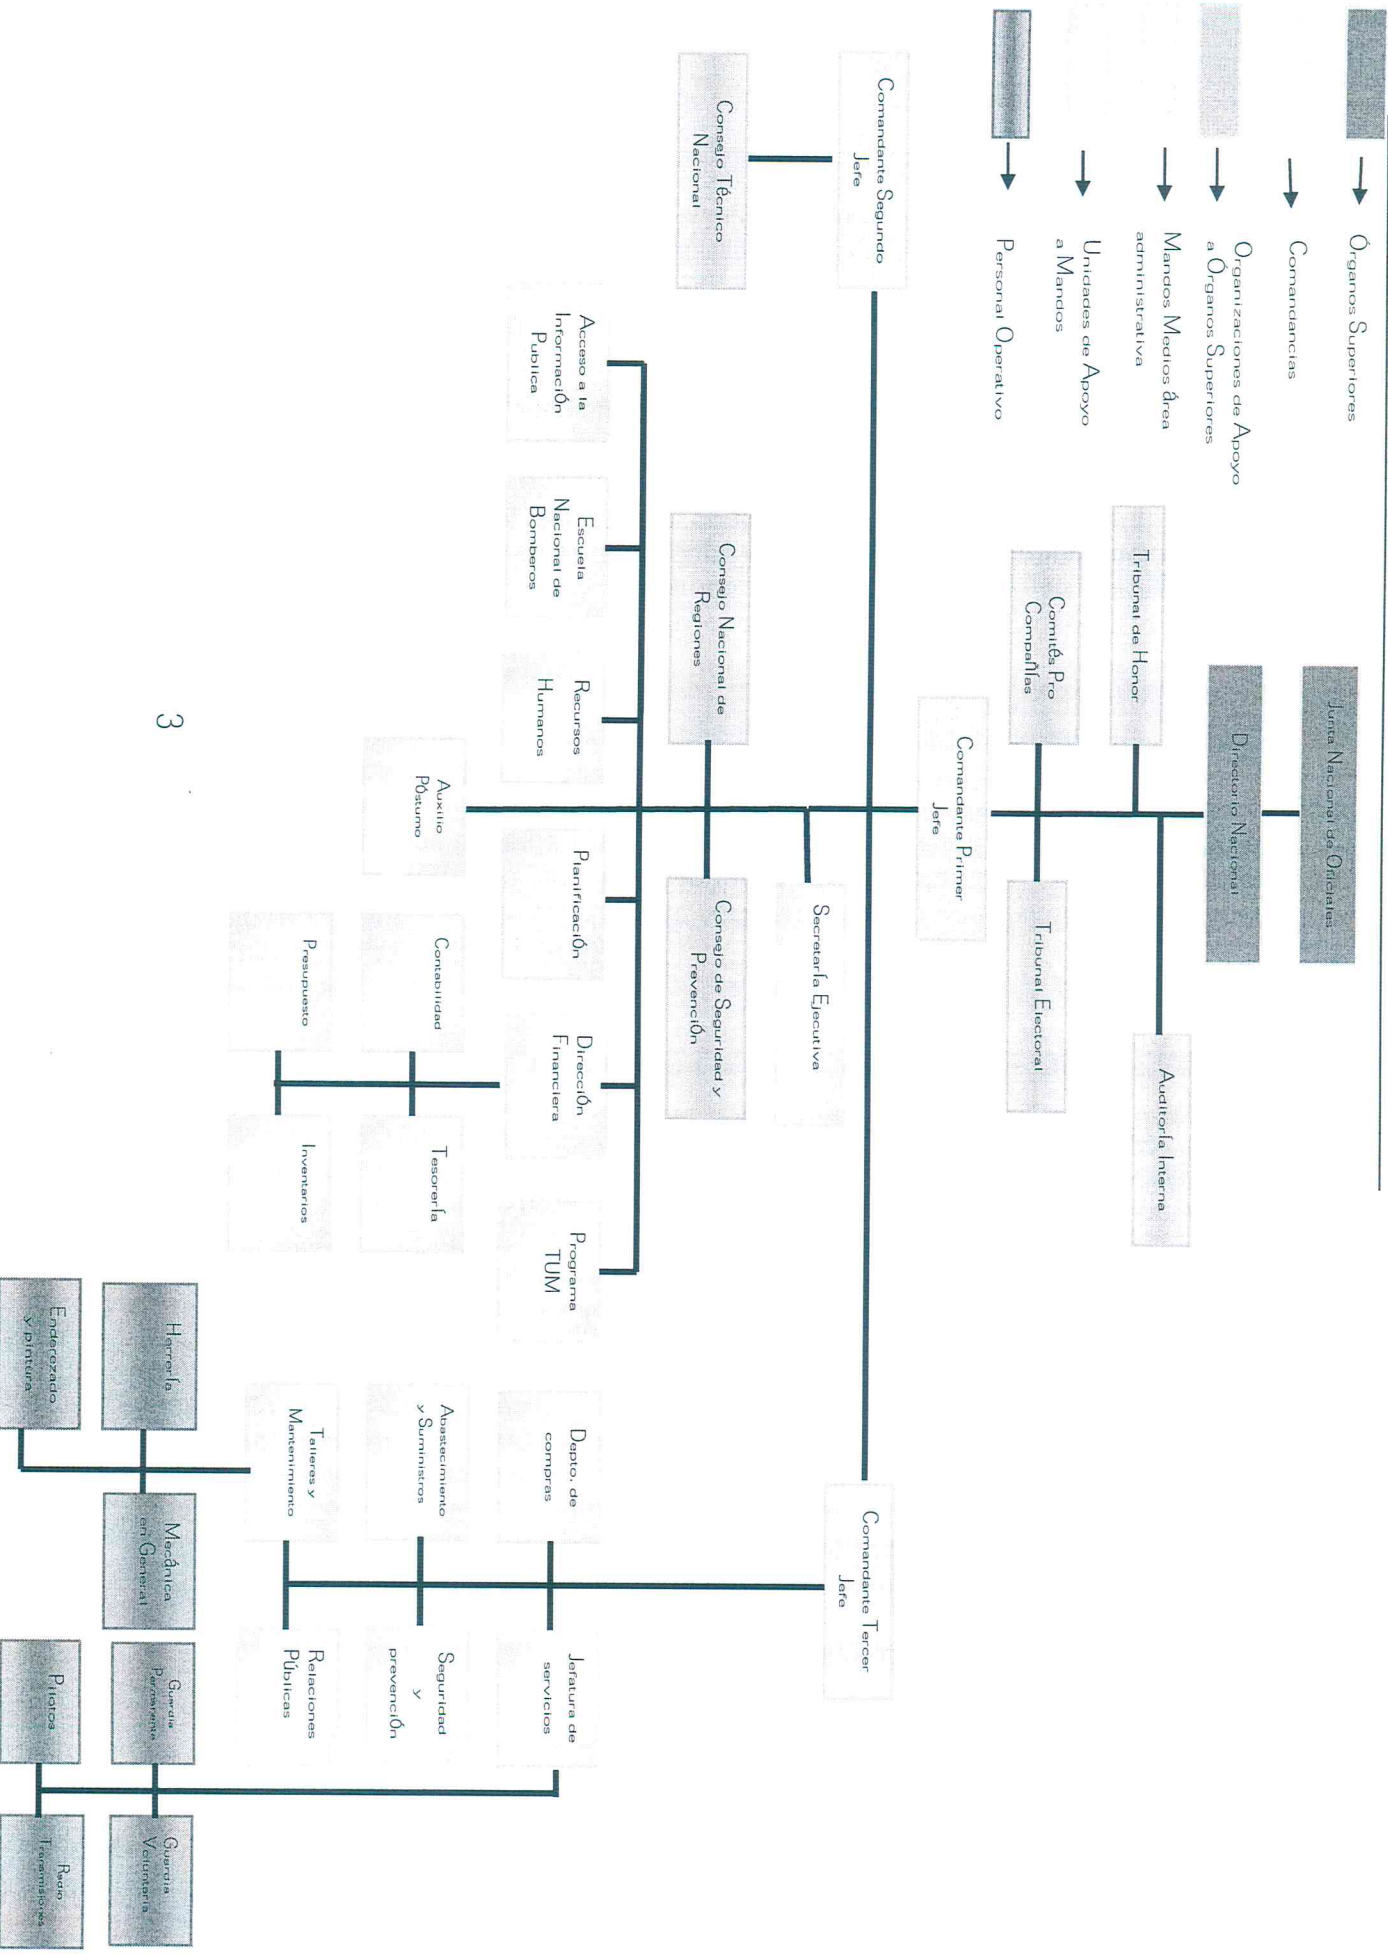 Órganos Superiores
Comandancias
Organizaciones de Apoyo
a Órganos Superiores
Mandos Medios área
administrativa
Unidades de Apoyo
a Mandos
Personal Operativo
Junta Nacional de Oficiales
Directorio Nacional
Tribunal de Honor
Auditoría Interna
Comités Pro
Compañías
Tribunal Electoral
Comandante Primer
Jefe
Comandante Segundo
Jefe
Comandante Tercer
Jefe
Secretaría Ejecutiva
Consejo Técnico
Nacional
Consejo Nacional de
Regiones
Consejo de Seguridad y
Prevención
Acceso a la
Información
Publica
Escuela
Nacional de
Bomberos
Recursos
Humanos
Planificación
Dirección
Financiera
Programa
TUM
Depto. de
compras
Jefatura de
servicios
Auxilio
Póstumo
Contabilidad
Tesorería
Abastecimiento
y Suministros
Seguridad
y
prevención
Presupuesto
Inventarios
Talleres y
Mantenimiento
Relaciones
Públicas
Herrería
Mecánica
en General
Guardia
Permanente
Guardia
Voluntaria
Enderezado
y pintura
Pilotos
Radio
Transmisiones
3